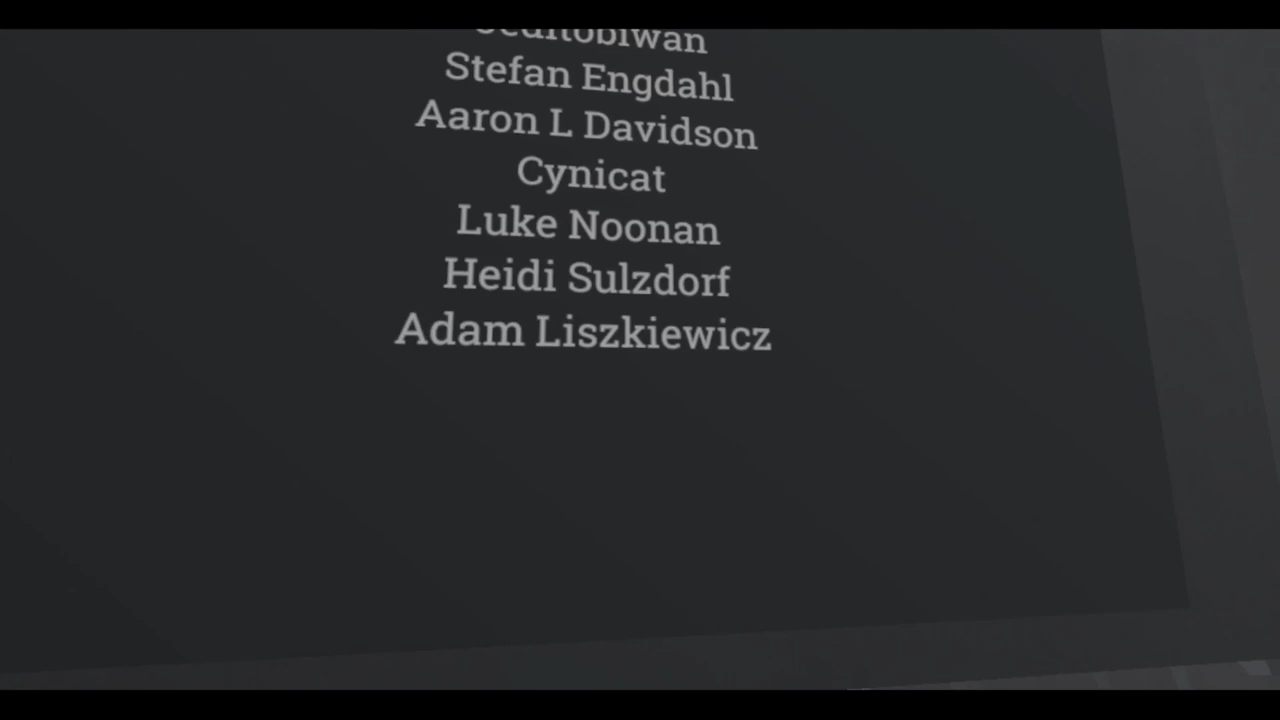 Stefan Engdahl
Aaron L Davidson
Cynicat
Luke Noonan
Heidi Sulzdorf
Adam Liszkiewicz